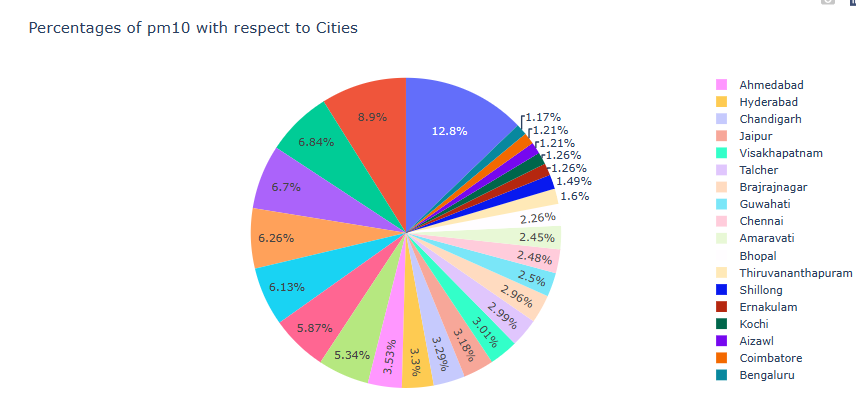 Percentages of pm10 with respect to Cities
12.8%
8.9%
6.84%
6.7%
6.26%
6.13%
5.87%
5.34%
3.53%
3.3%
3.29%
3.18%
3.01%
2.99%
2.96%
2.5%
2.48%
2.45%
2.26%
1.6%
1.49%
1.26%
1.26%
1.21%
1.21%
1.17%
Ahmedabad
Hyderabad
Chandigarh
Jaipur
Visakhapatnam
Talcher
Brajrajnagar
Guwahati
Chennai
Amaravati
Bhopal
Thiruvananthapuram
Shillong
Ernakulam
Kochi
Aizawl
Coimbatore
Bengaluru